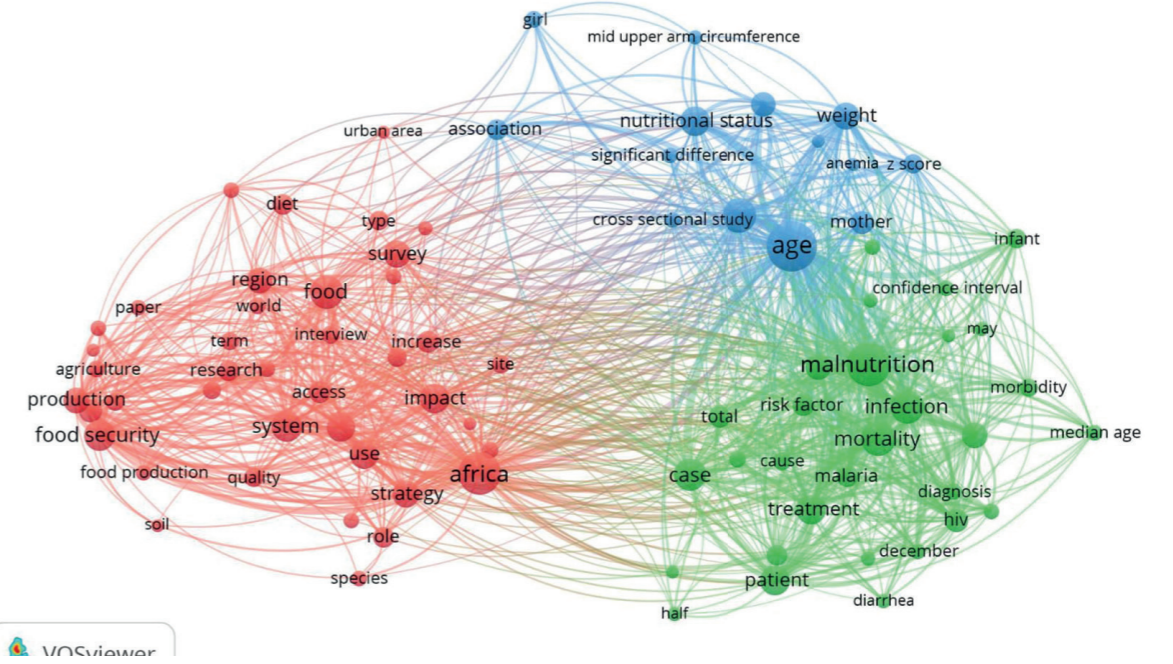 girl
mid upper arm circumference
urban area
association
nutritional status
weight
significant difference
anemia
z score
diet
type
cross sectional study
mother
age
infant
survey
region
food
world
paper
confidence interval
term
interview
increase
may
agriculture
research
site
malnutrition
production
access
impact
morbidity
total
risk factor
infection
food security
system
mortality
median age
use
food production
quality
africa
case
cause
malaria
strategy
diagnosis
treatment
hiv
soil
role
december
species
patient
half
diarrhea
VOSviewer